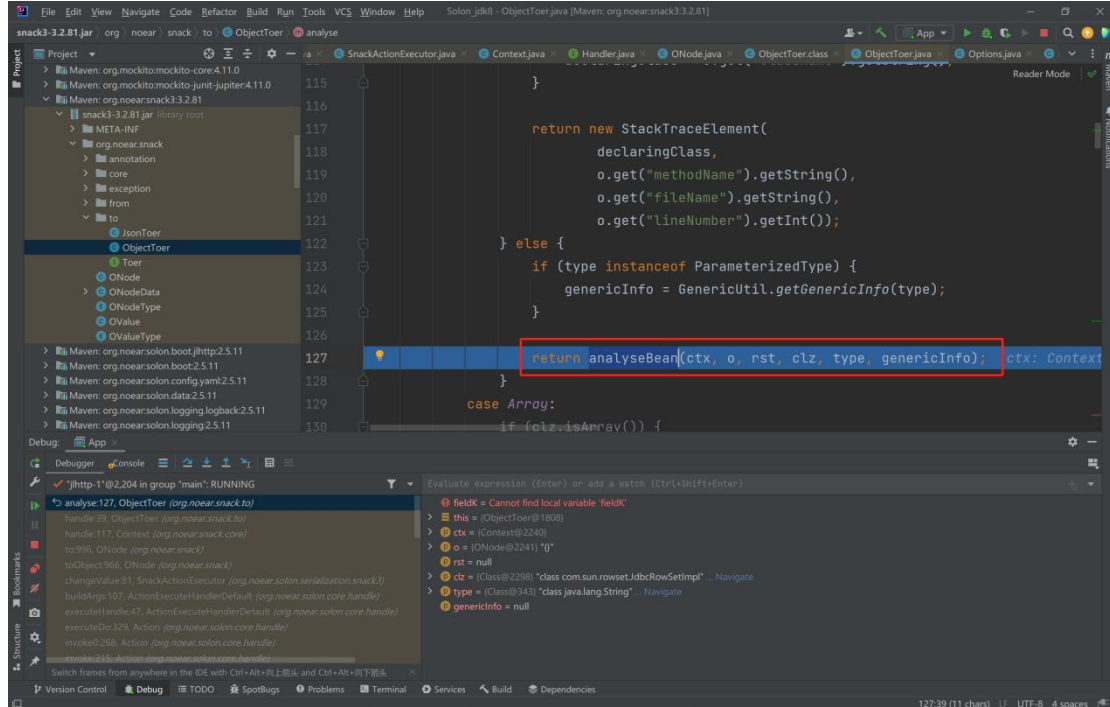 File Edit View Navigate Code Refactor Build Run Tools VCS Window Help Solon_jdk8 - ObjectToer.java [Maven: org.noear:snack3:3.2.81]
snack3-3.2.81.jar org noear snack to ObjectToer analyse App
Project SnackActionExecutor.java Context.java Handler.java ONode.java ObjectToer.class ObjectToer.java Options.java
Reader Mode
Maven: org.mockito:mockito-core:4.11.0
Maven: org.mockito:mockito-junit-jupiter:4.11.0
Maven: org.noear:snack3:3.2.81
snack3-3.2.81.jar library root
META-INF
org.noear.snack
annotation
core
exception
from
to
JsonToer
ObjectToer
Toer
ONode
ONodeData
ONodeType
OValue
OValueType
Maven: org.noear:solon.boot.jlhttp:2.5.11
Maven: org.noear:solon.boot:2.5.11
Maven: org.noear:solon.config.yaml:2.5.11
Maven: org.noear:solon.data:2.5.11
Maven: org.noear:solon.logging.logback:2.5.11
Maven: org.noear:solon.logging:2.5.11
115 }
116
117 return new StackTraceElement(
118 declaringClass,
119 o.get("methodName").getString(),
120 o.get("fileName").getString(),
121 o.get("lineNumber").getInt());
122 } else {
123 if (type instanceof ParameterizedType) {
124 genericInfo = GenericUtil.getGenericInfo(type);
125 }
126
127 return analyseBean(ctx, o, rst, clz, type, genericInfo); ctx: Context
128 }
129 case Array:
130 if (clz.isArray()) {
Project
Maven
Notifications
Bookmarks
Structure
Debug: App
Debugger Console
"jlhttp-1"@2,204 in group "main": RUNNING
analyse:127, ObjectToer (org.noear.snack.to)
handle:39, ObjectToer (org.noear.snack.to)
handle:117, Context (org.noear.snack.core)
to:996, ONode (org.noear.snack)
toObject:966, ONode (org.noear.snack)
changeValue:81, SnackActionExecutor (org.noear.solon.serialization.snack3)
buildArgs:107, ActionExecuteHandlerDefault (org.noear.solon.core.handle)
executeHandle:47, ActionExecuteHandlerDefault (org.noear.solon.core.handle)
executeDo:329, Action (org.noear.solon.core.handle)
invoke0:268, Action (org.noear.solon.core.handle)
invoke:215, Action (org.noear.solon.core.handle)
Switch frames from anywhere in the IDE with Ctrl+Alt+向上箭头 and Ctrl+Alt+向下箭头
Evaluate expression (Enter) or add a watch (Ctrl+Shift+Enter)
fieldK = Cannot find local variable 'fieldK'
this = {ObjectToer@1808}
ctx = {Context@2240}
o = {ONode@2241} "{}"
rst = null
clz = {Class@2298} "class com.sun.rowset.JdbcRowSetImpl" ... Navigate
type = {Class@343} "class java.lang.String" ... Navigate
genericInfo = null
Version Control Debug TODO SpotBugs Problems Terminal Services Build Dependencies
127:39 (11 chars) LF UTF-8 4 spaces